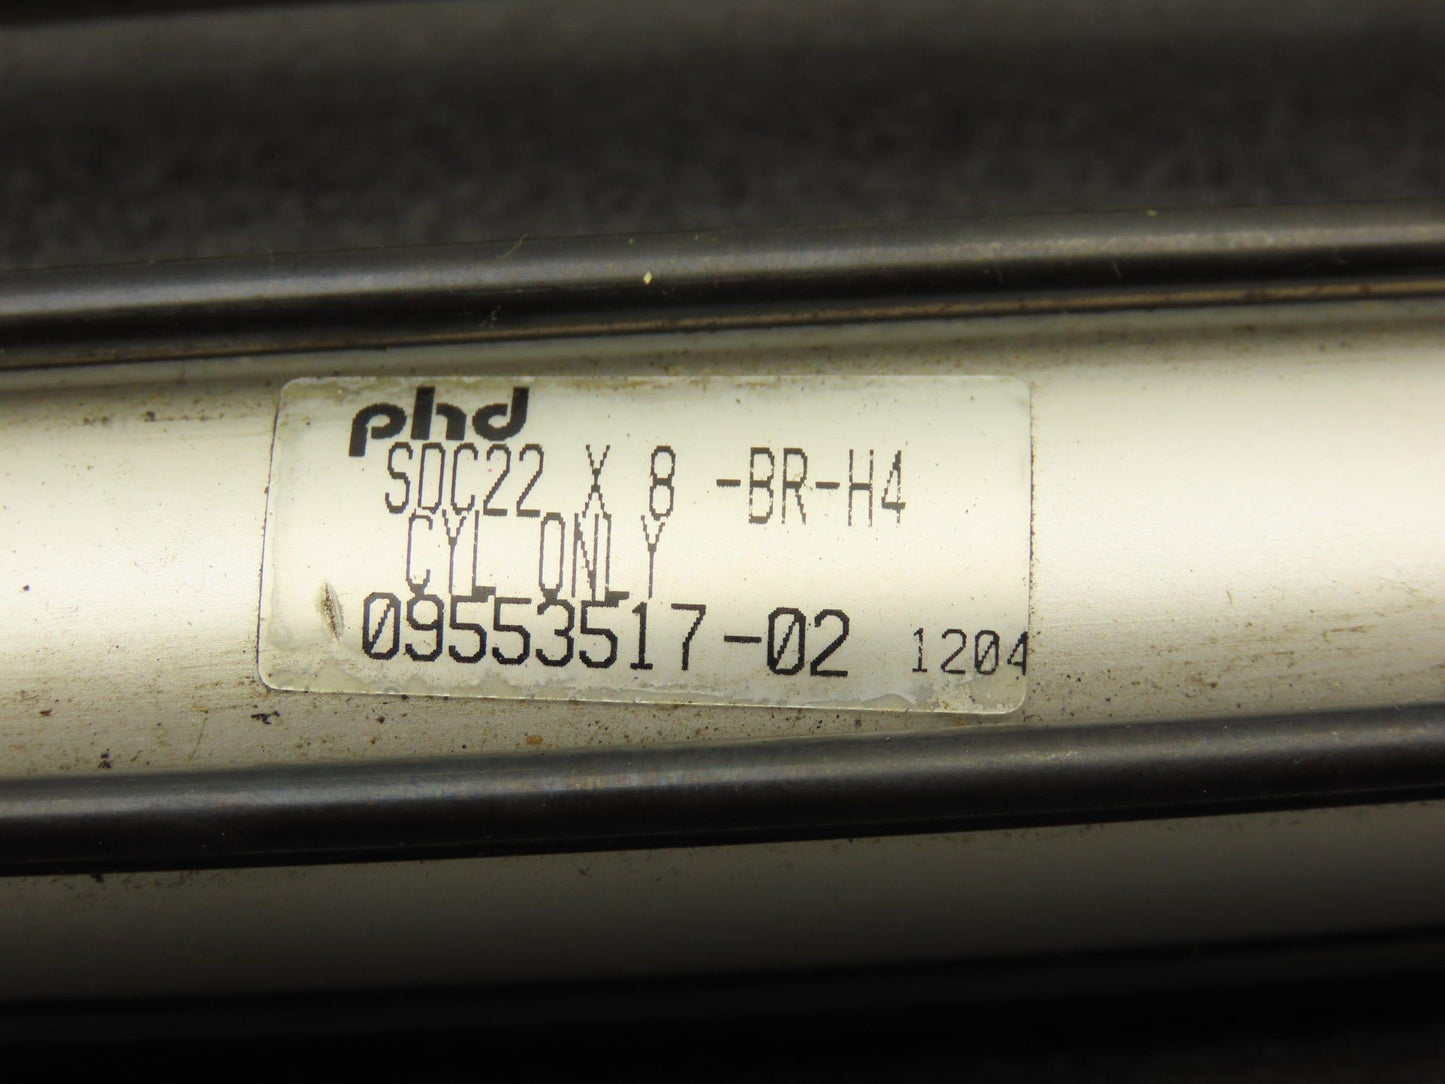 phd
SDC22 X 8 -BR-H4
CYL ONLY
09553517-02 1204